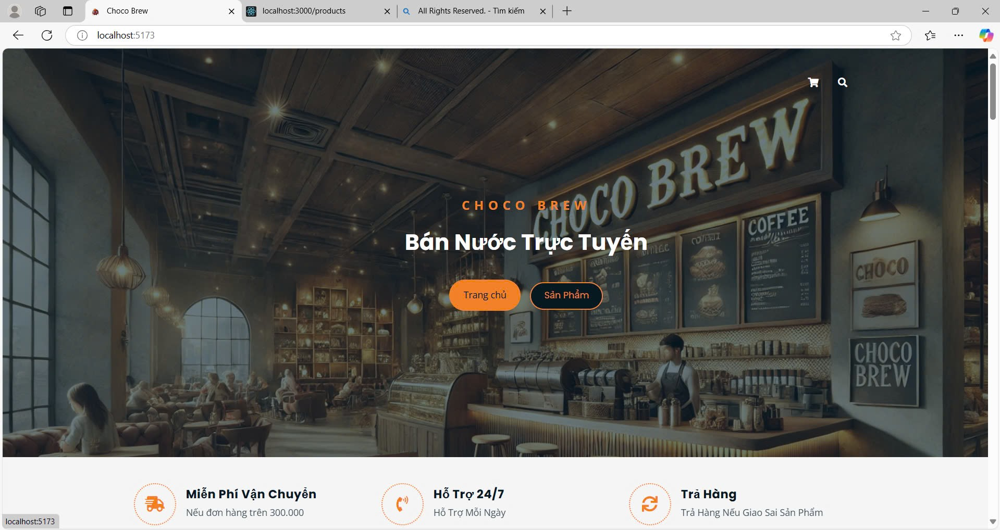 Choco Brew
localhost:3000/products
All Rights Reserved. - Tìm kiếm
localhost:5173
CHOCO BREW
COFFEE
CHOCO
CHOCO
BREW
CHOCO BREW
Bán Nước Trực Tuyến
Trang chủ
Sản Phẩm
Miễn Phí Vận Chuyển
Nếu đơn hàng trên 300.000
Hỗ Trợ 24/7
Hỗ Trợ Mỗi Ngày
Trả Hàng
Trả Hàng Nếu Giao Sai Sản Phẩm
localhost:5173